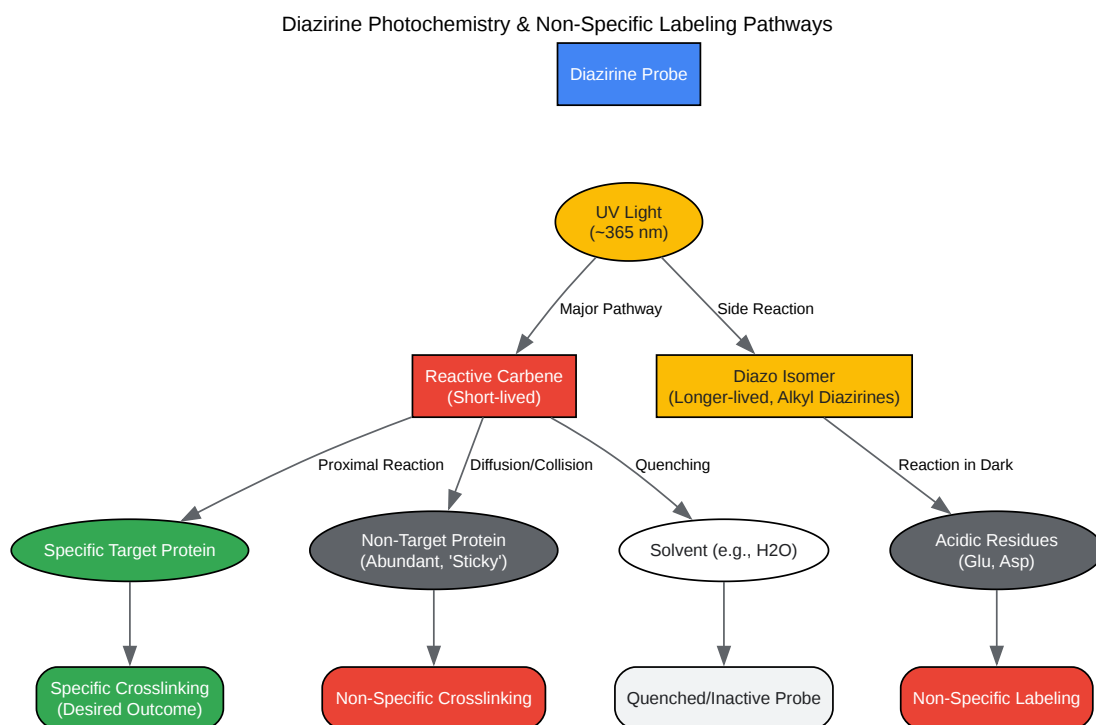 Diazirine Photochemistry & Non-Specific Labeling Pathways
Diazirine Probe
UV Light
(~365 nm)
Major Pathway
Side Reaction
Reactive Carbene
(Short-lived)
Diazo Isomer
(Longer-lived, Alkyl Diazirines)
Proximal Reaction
Diffusion/Collision
Quenching
Reaction in Dark
Specific Target Protein
Non-Target Protein
(Abundant, 'Sticky')
Solvent (e.g., H2O)
Acidic Residues
(Glu, Asp)
Specific Crosslinking
(Desired Outcome)
Non-Specific Crosslinking
Quenched/Inactive Probe
Non-Specific Labeling